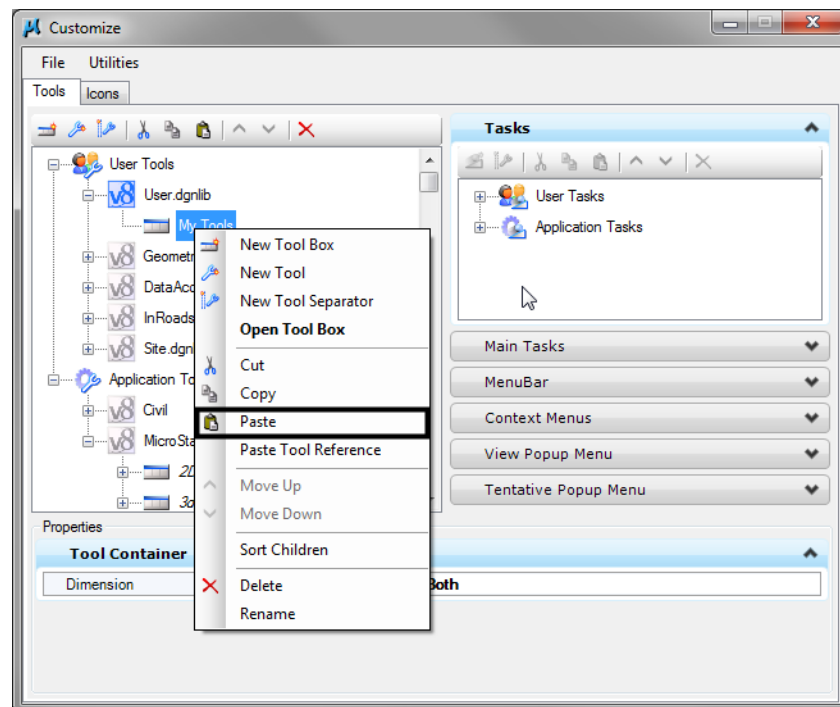 Customize
File Utilities
Tools Icons
User Tools
User.dgnlib
My Tools
Geomet
DataAcc
InRoads
Site.dgn
Application To
Civil
MicroSta
2D
3d
New Tool Box
New Tool
New Tool Separator
Open Tool Box
Cut
Copy
Paste
Paste Tool Reference
Move Up
Move Down
Sort Children
Delete
Rename
Tasks
User Tasks
Application Tasks
Main Tasks
MenuBar
Context Menus
View Popup Menu
Tentative Popup Menu
Properties
Tool Container
Dimension Both